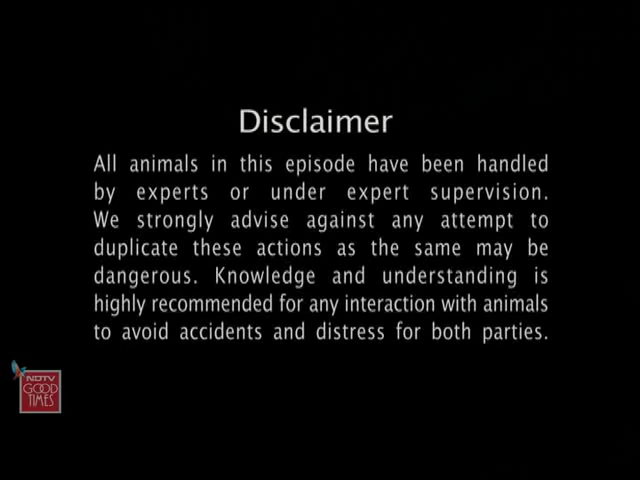 Disclaimer
All animals in this episode have been handled
by experts or under expert supervision.
We strongly advise against any attempt to
duplicate these actions as the same may be
dangerous. Knowledge and understanding is
highly recommended for any interaction with animals
to avoid accidents and distress for both parties.
NDTV
GOOD
TIMES